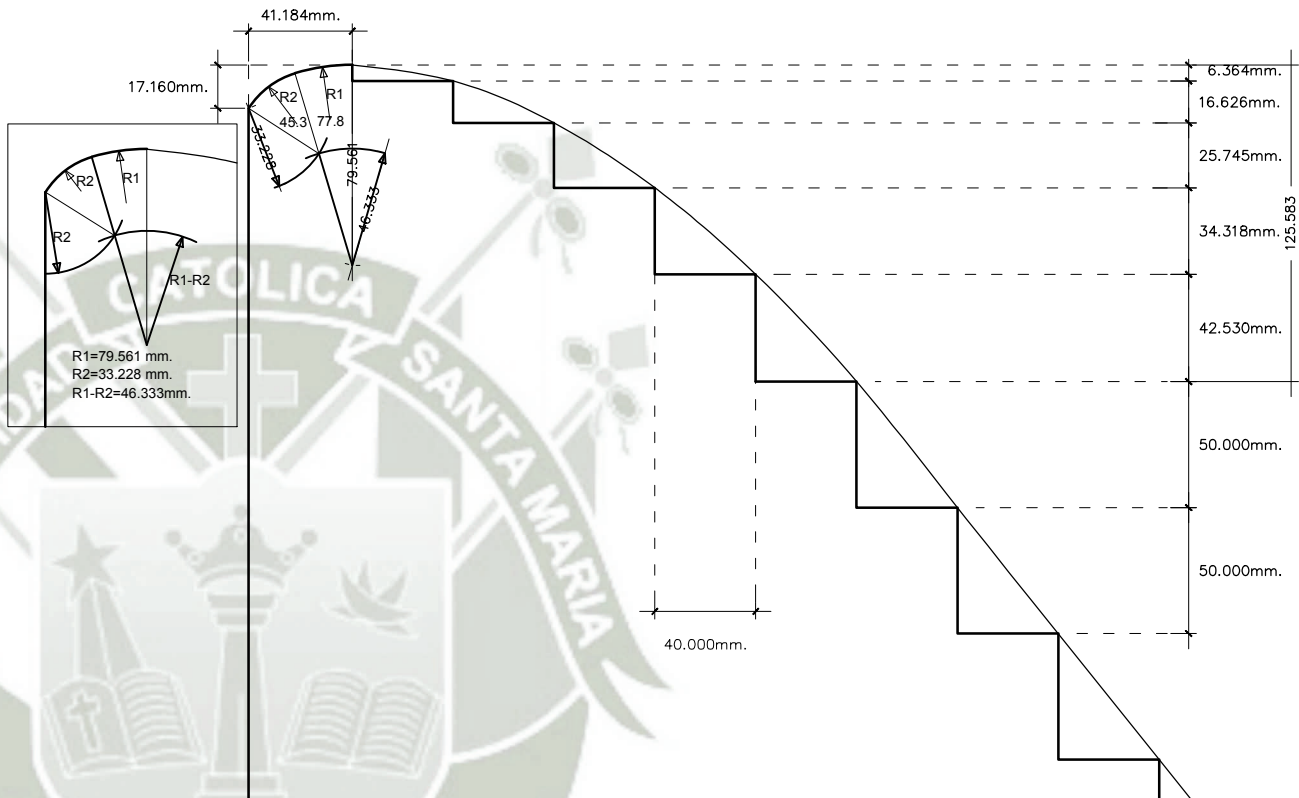 41.184mm.
17.160mm.
6.364mm.
16.626mm.
25.745mm.
34.318mm.
42.530mm.
50.000mm.
50.000mm.
125.583
40.000mm.
R2
R1
45.3
77.8
33.228
79.561
46.333
R2
R1
R2
R1-R2
R1=79.561 mm.
R2=33.228 mm.
R1-R2=46.333mm.
CATOLICA
SANTA MARIA